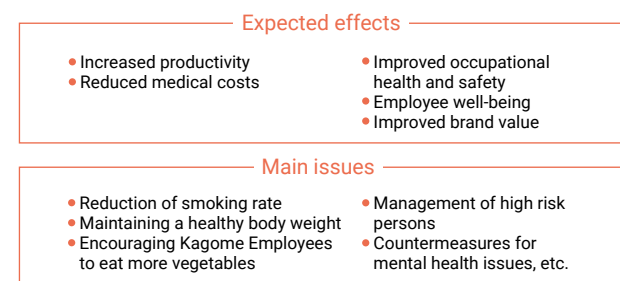 Expected effects
Increased productivity
Reduced medical costs
Improved occupational
health and safety
Employee well-being
Improved brand value
Main issues
Reduction of smoking rate
Maintaining a healthy body weight
Encouraging Kagome Employees
to eat more vegetables
Management of high risk
persons
Countermeasures for
mental health issues, etc.